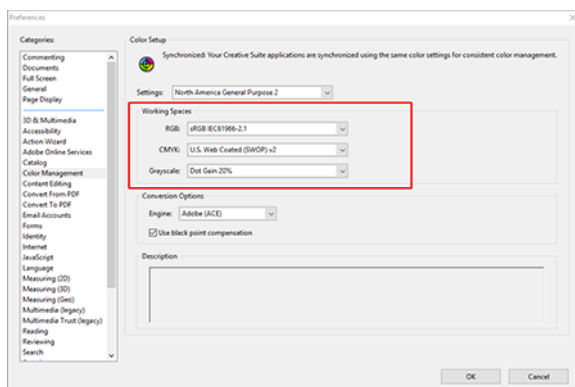 Preferences
Categories:
Commenting
Documents
Full Screen
General
Page Display
3D & Multimedia
Accessibility
Action Wizard
Adobe Online Services
Catalog
Color Management
Content Editing
Convert From PDF
Convert To PDF
Email Accounts
Forms
Identity
Internet
JavaScript
Language
Measuring (2D)
Measuring (3D)
Measuring (Geo)
Multimedia (legacy)
Multimedia Trust (legacy)
Reading
Reviewing
Search
Color Setup
Synchronized: Your Creative Suite applications are synchronized using the same color settings for consistent color management.
Settings: North America General Purpose 2
Working Spaces
RGB: sRGB IEC61966-2.1
CMYK: U.S. Web Coated (SWOP) v2
Grayscale: Dot Gain 20%
Conversion Options
Engine: Adobe (ACE)
Use black point compensation
Description
OK Cancel